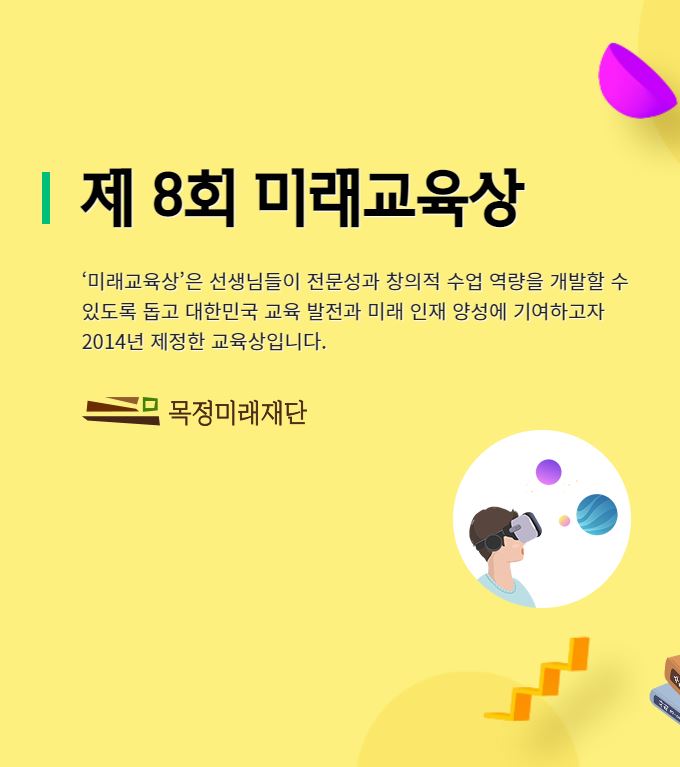 제 8회 미래교육상
‘미래교육상’은 선생님들이 전문성과 창의적 수업 역량을 개발할 수
있도록 돕고 대한민국 교육 발전과 미래 인재 양성에 기여하고자
2014년 제정한 교육상입니다.
목정미래재단